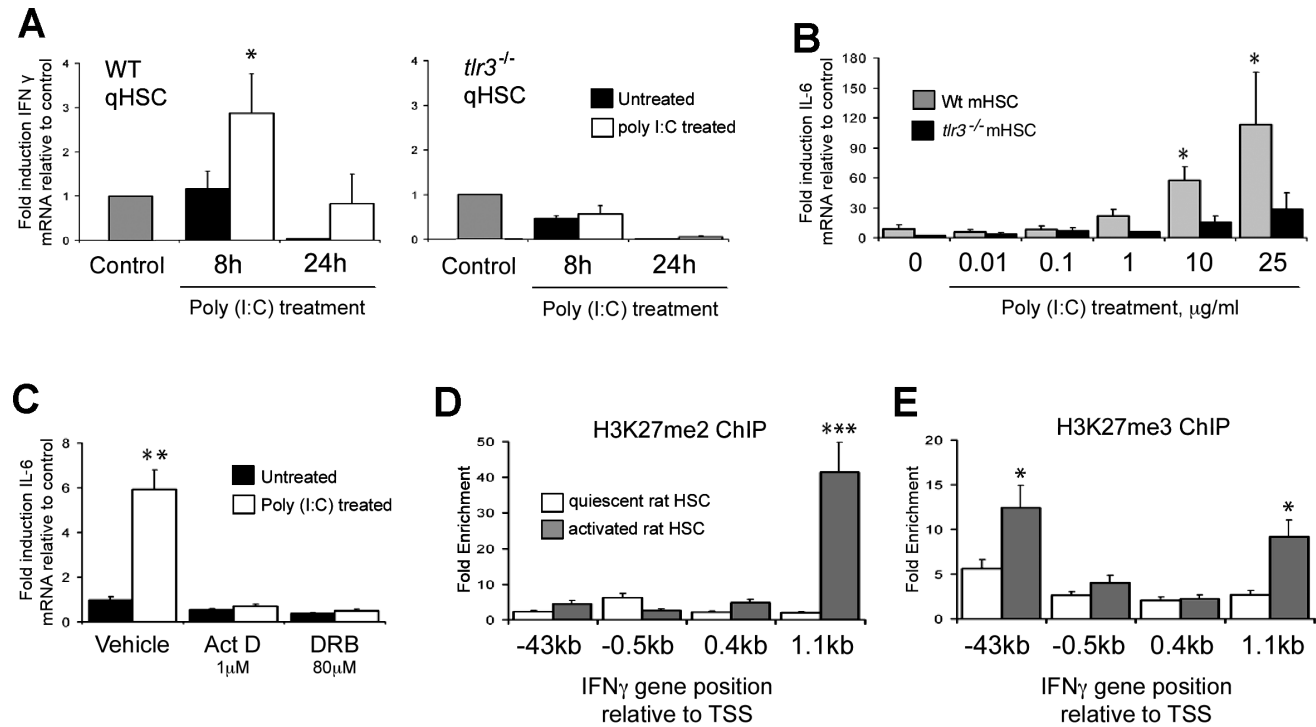 A
Fold induction IFN γ
mRNA relative to control
4
3
2
1
0
WT
qHSC
*
Control
8h
24h
Poly (I:C) treatment
4
3
2
1
0
tlr3-/-
qHSC
Untreated
poly I:C treated
Control
8h
24h
Poly (I:C) treatment
B
Fold induction IL-6
mRNA relative to control
180
150
120
90
60
30
0
Wt mHSC
tlr3-/- mHSC
*
*
0
0.01
0.1
1
10
25
Poly (I:C) treatment, μg/ml
C
Fold induction IL-6
mRNA relative to control
8
6
4
2
0
**
Untreated
Poly (I:C) treated
Vehicle
Act D
1μM
DRB
80μM
D
H3K27me2 ChIP
Fold Enrichment
50
40
30
20
10
0
***
quiescent rat HSC
activated rat HSC
-43kb
-0.5kb
0.4kb
1.1kb
IFNγ gene position
relative to TSS
E
H3K27me3 ChIP
Fold Enrichment
20
15
10
5
0
*
*
-43kb
-0.5kb
0.4kb
1.1kb
IFNγ gene position
relative to TSS